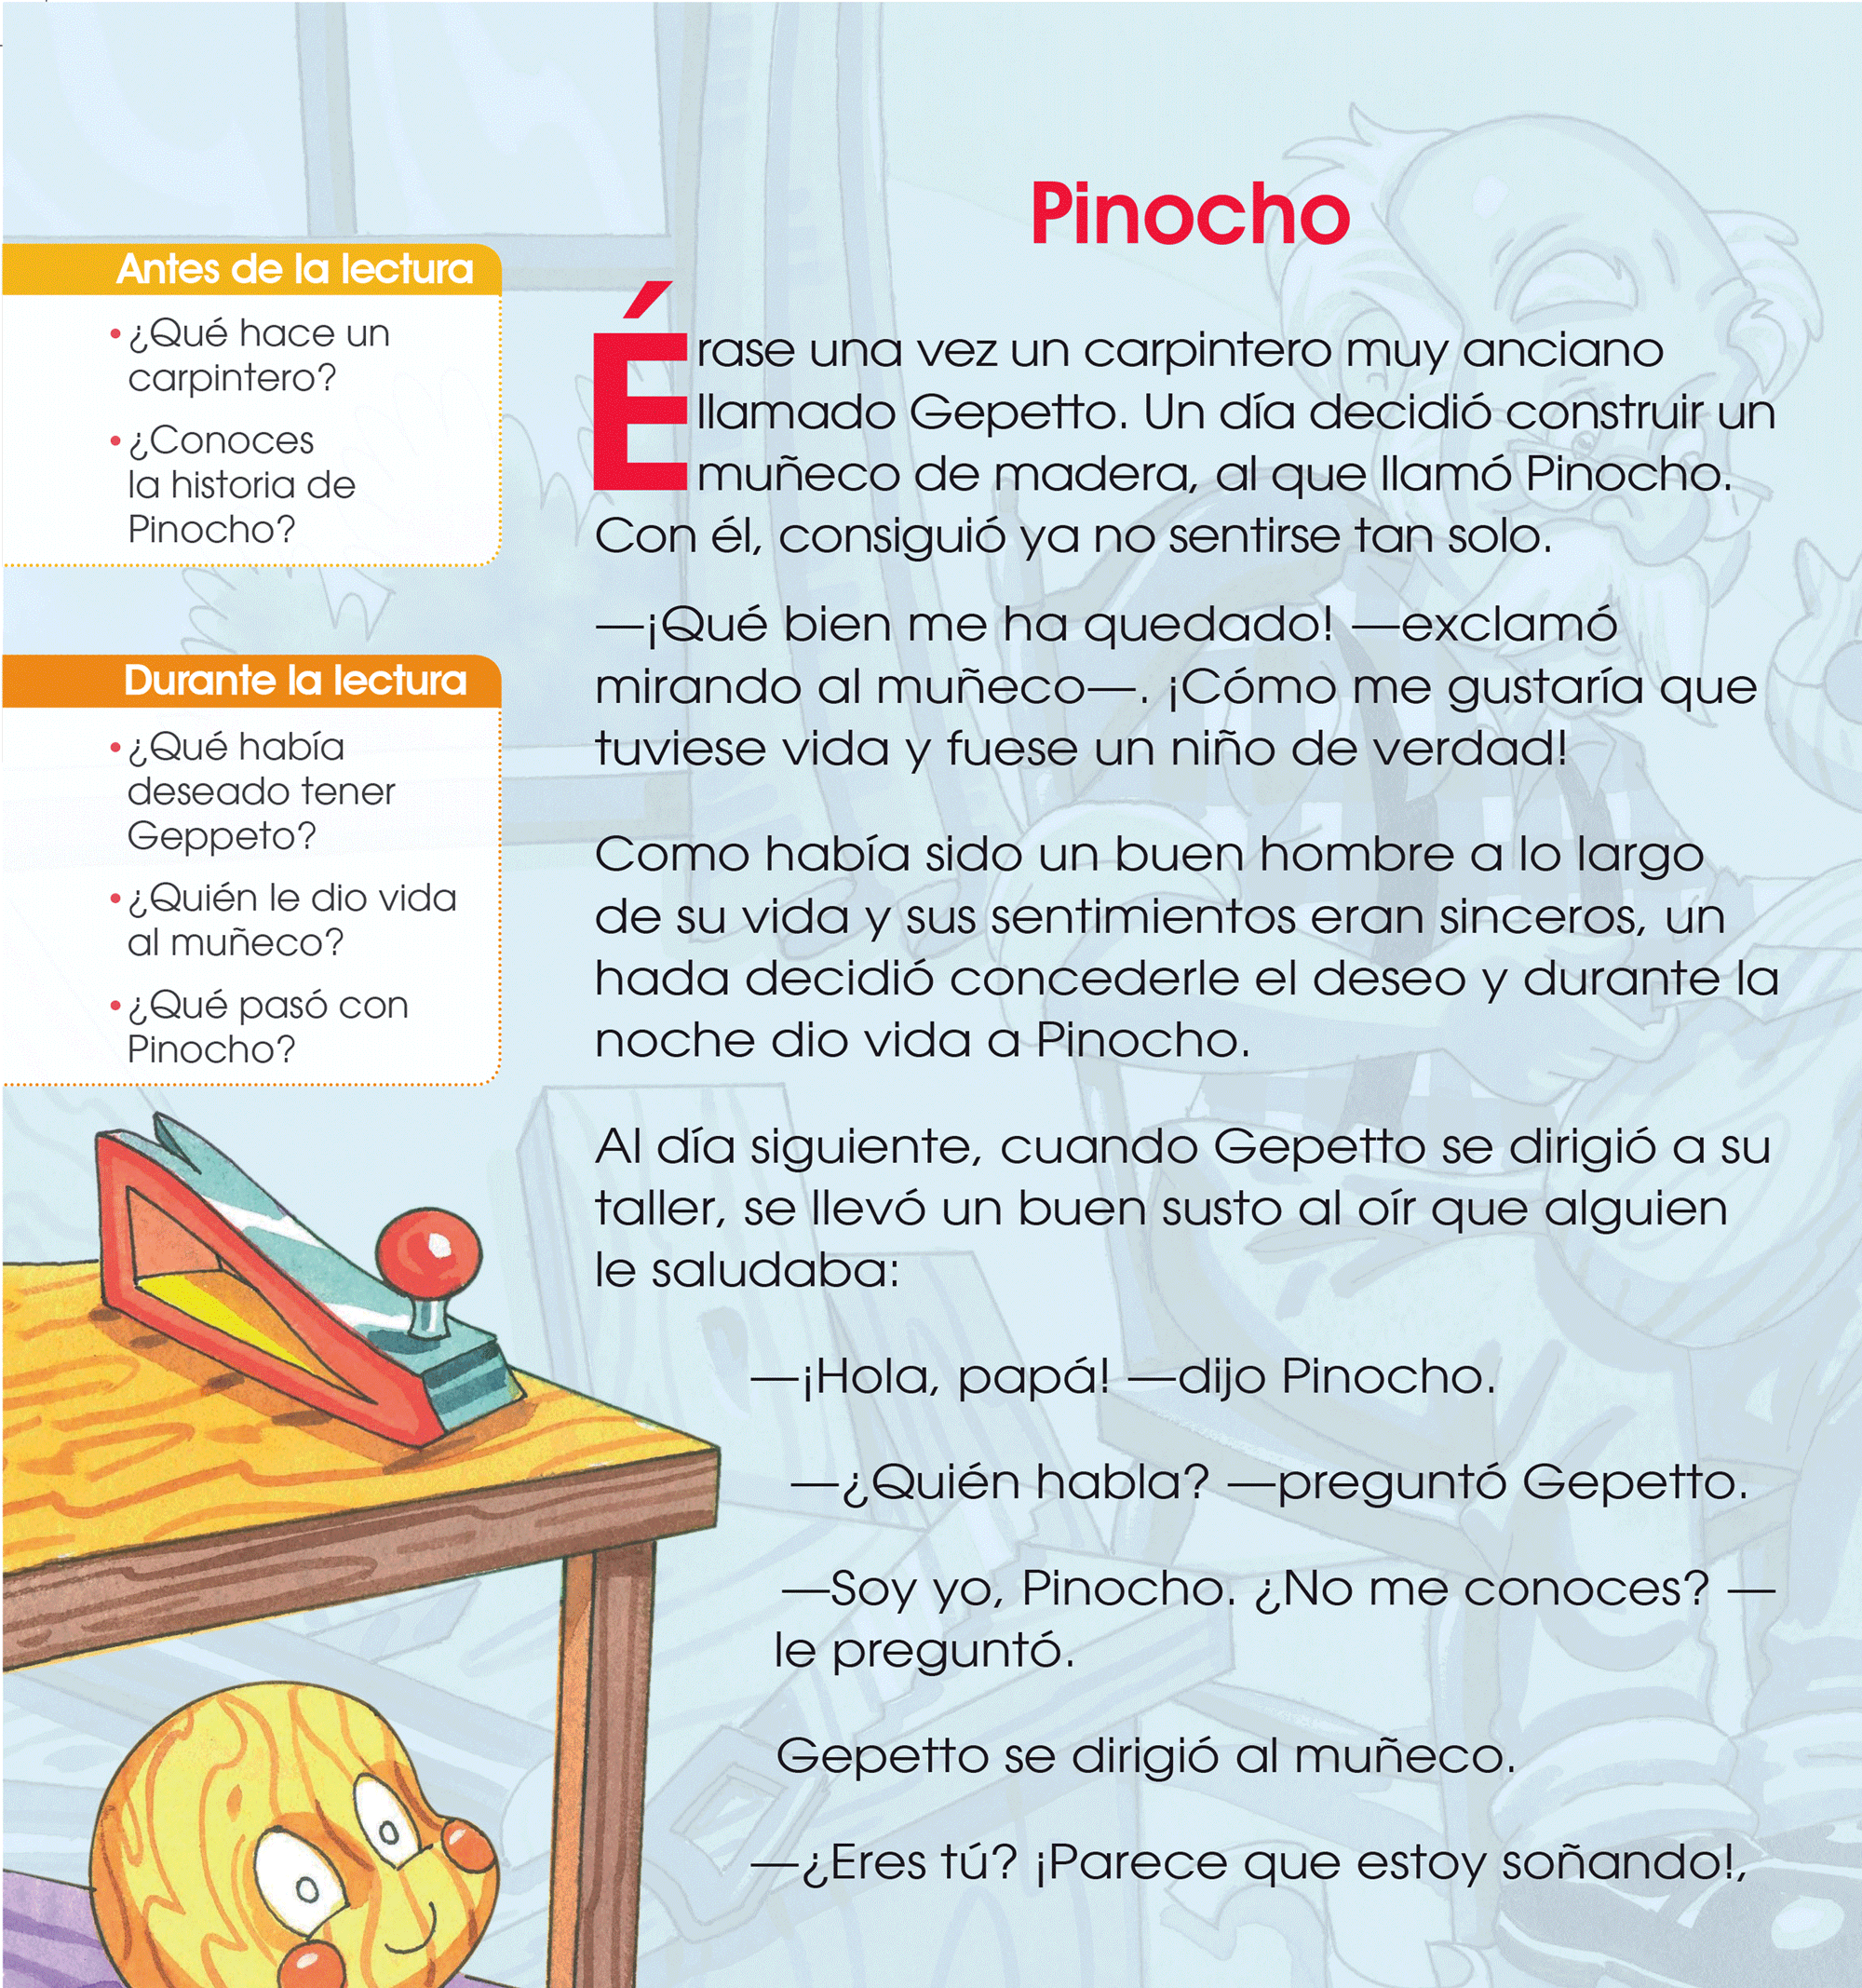 Pinocho
Antes de la lectura
• ¿Qué hace un
carpintero?
• ¿Conoces
la historia de
Pinocho?
Durante la lectura
• ¿Qué había
deseado tener
Geppeto?
• ¿Quién le dio vida
al muñeco?
• ¿Qué pasó con
Pinocho?
Érase una vez un carpintero muy anciano
llamado Gepetto. Un día decidió construir un
muñeco de madera, al que llamó Pinocho.
Con él, consiguió ya no sentirse tan solo.
—¡Qué bien me ha quedado! —exclamó
mirando al muñeco—. ¡Cómo me gustaría que
tuviese vida y fuese un niño de verdad!
Como había sido un buen hombre a lo largo
de su vida y sus sentimientos eran sinceros, un
hada decidió concederle el deseo y durante la
noche dio vida a Pinocho.
Al día siguiente, cuando Gepetto se dirigió a su
taller, se llevó un buen susto al oír que alguien
le saludaba:
—¡Hola, papá! —dijo Pinocho.
—¿Quién habla? —preguntó Gepetto.
—Soy yo, Pinocho. ¿No me conoces? —
le preguntó.
Gepetto se dirigió al muñeco.
—¿Eres tú? ¡Parece que estoy soñando!,